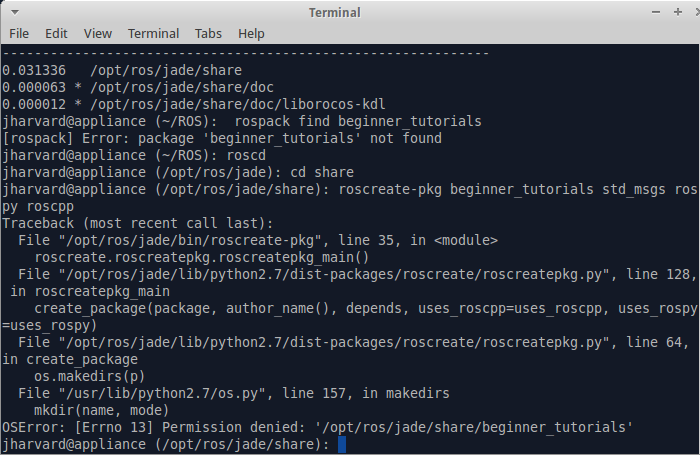 Terminal
File Edit View Terminal Tabs Help
------------------------------------------------------------
0.031336   /opt/ros/jade/share
0.000063 * /opt/ros/jade/share/doc
0.000012 * /opt/ros/jade/share/doc/liborocos-kdl
jharvard@appliance (~/ROS):  rospack find beginner_tutorials
[rospack] Error: package 'beginner_tutorials' not found
jharvard@appliance (~/ROS): roscd
jharvard@appliance (/opt/ros/jade): cd share
jharvard@appliance (/opt/ros/jade/share): roscreate-pkg beginner_tutorials std_msgs ros
py roscpp
Traceback (most recent call last):
  File "/opt/ros/jade/bin/roscreate-pkg", line 35, in <module>
    roscreate.roscreatepkg.roscreatepkg_main()
  File "/opt/ros/jade/lib/python2.7/dist-packages/roscreate/roscreatepkg.py", line 128,
 in roscreatepkg_main
    create_package(package, author_name(), depends, uses_roscpp=uses_roscpp, uses_rospy
=uses_rospy)
  File "/opt/ros/jade/lib/python2.7/dist-packages/roscreate/roscreatepkg.py", line 64,
in create_package
    os.makedirs(p)
  File "/usr/lib/python2.7/os.py", line 157, in makedirs
    mkdir(name, mode)
OSError: [Errno 13] Permission denied: '/opt/ros/jade/share/beginner_tutorials'
jharvard@appliance (/opt/ros/jade/share):